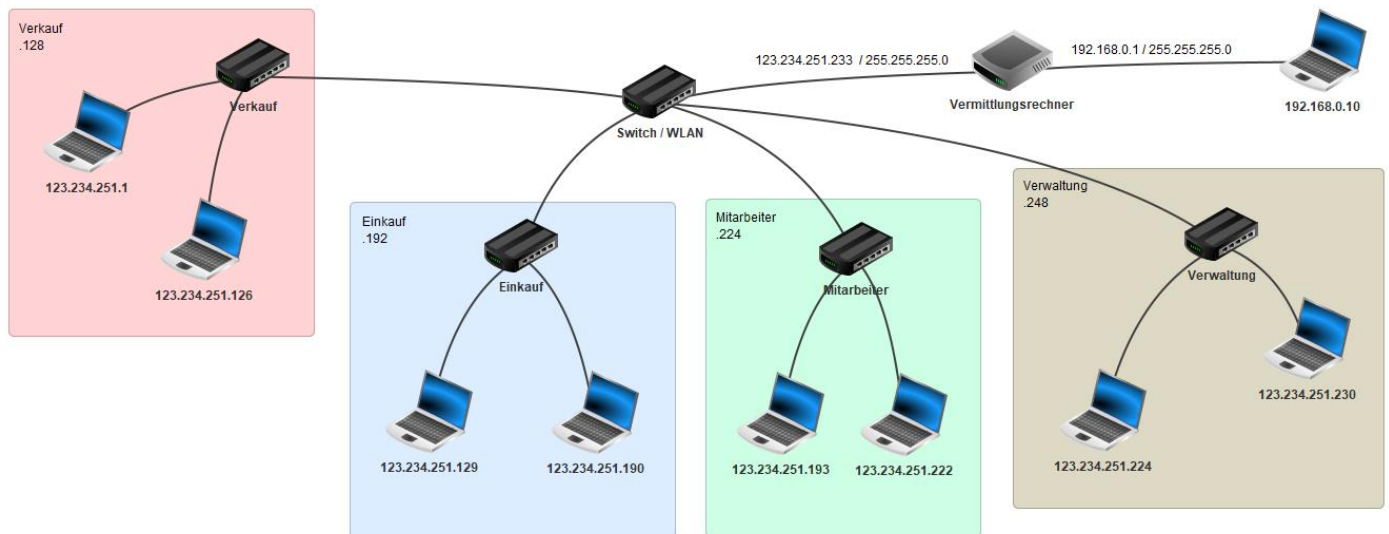 Verkauf
.128
Verkauf
123.234.251.1
123.234.251.126
Switch / WLAN
123.234.251.233 / 255.255.255.0
Vermittlungsrechner
192.168.0.1 / 255.255.255.0
192.168.0.10
Einkauf
.192
Einkauf
123.234.251.129
123.234.251.190
Mitarbeiter
.224
Mitarbeiter
123.234.251.193
123.234.251.222
Verwaltung
.248
Verwaltung
123.234.251.224
123.234.251.230